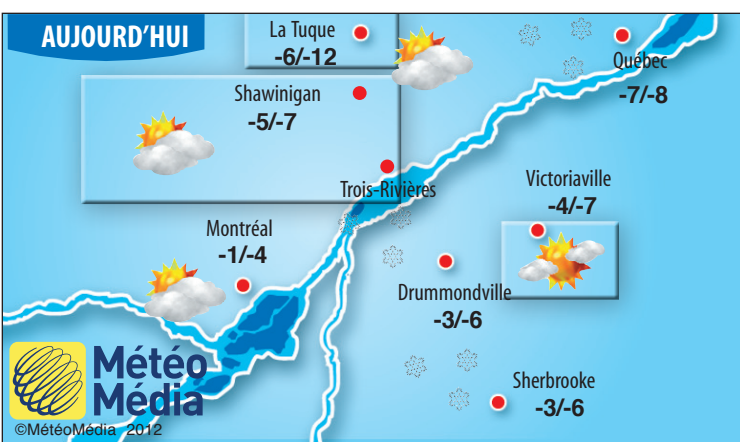 AUJOURD'HUI
La Tuque
-6/-12
Québec
-7/-8
Shawinigan
-5/-7
Trois-Rivières
Victoriaville
-4/-7
Montréal
-1/-4
Drummondville
-3/-6
Sherbrooke
-3/-6
Météo
Média
©MétéoMédia 2012